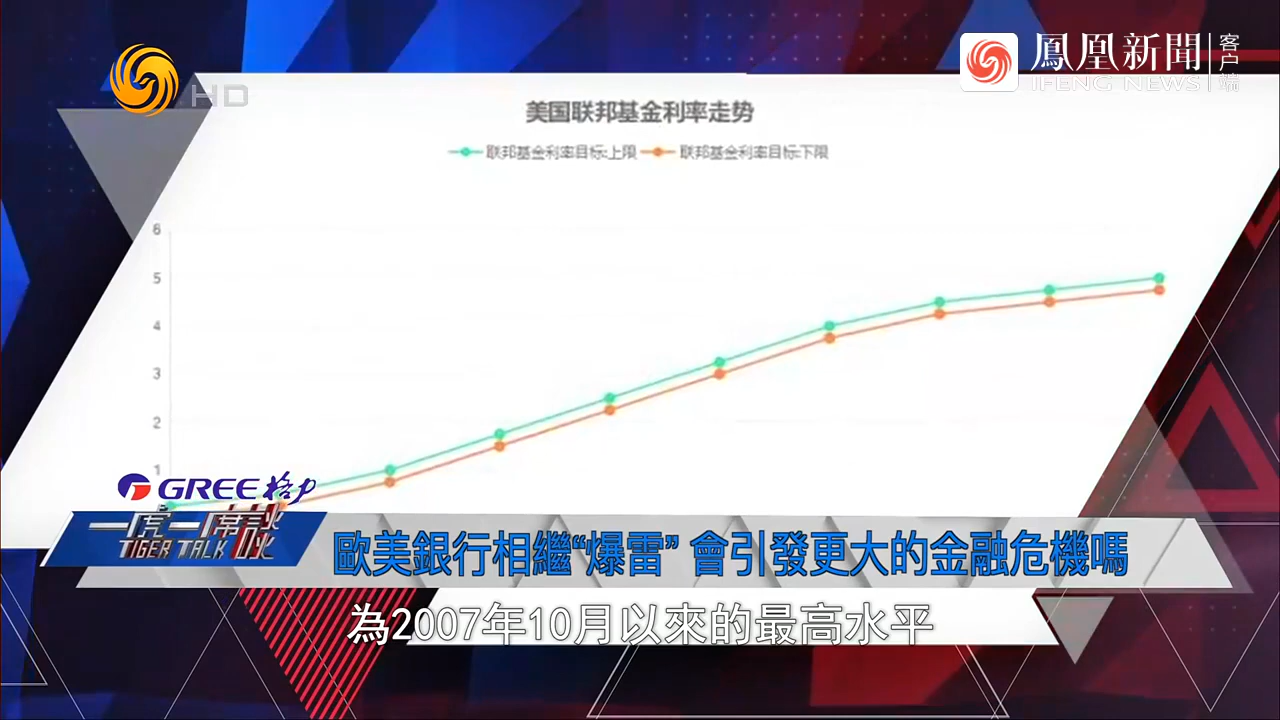 鳳凰新聞
客户端
IFENG NEWS
HD
美国联邦基金利率走势
联邦基金利率目标:上限 联邦基金利率目标:下限
6
5
4
3
2
1
GREE格力
一虎一席谈
TIGER TALK
歐美銀行相繼“爆雷” 會引發更大的金融危機嗎
為2007年10月以來的最高水平